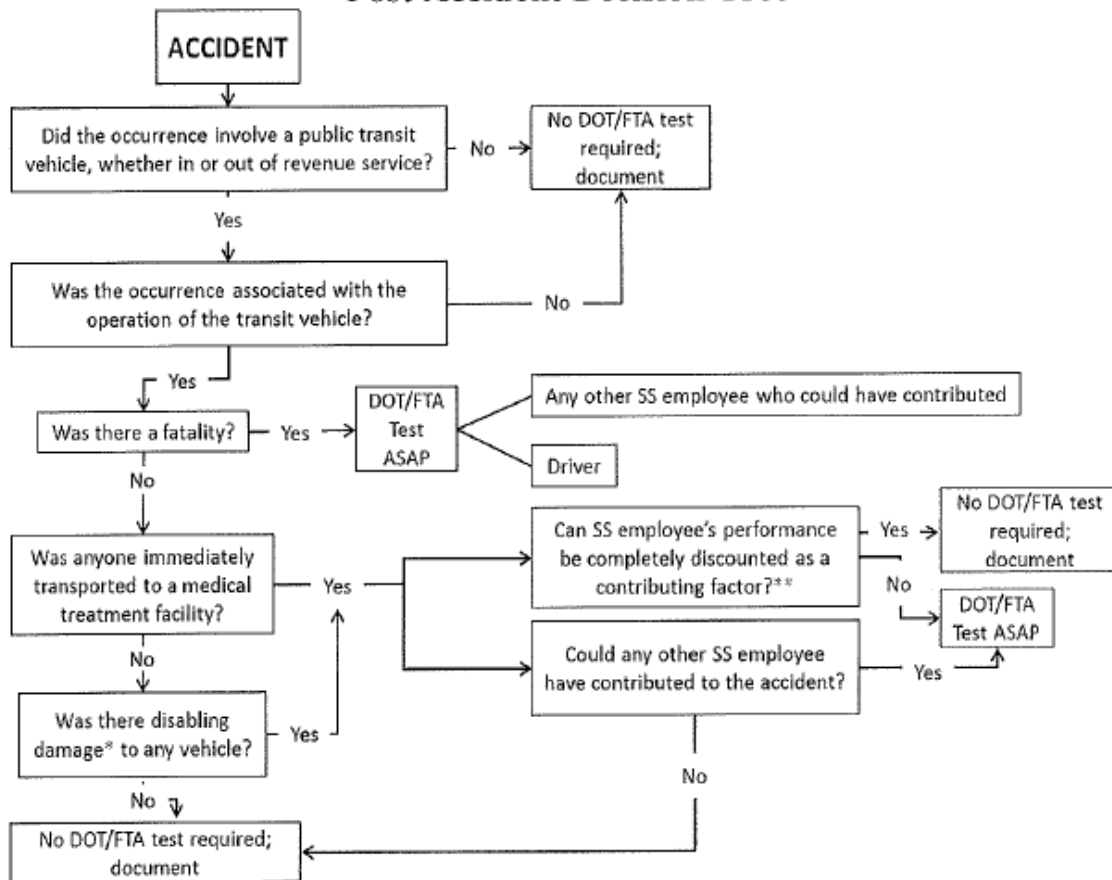 ACCIDENT
Did the occurrence involve a public transit
vehicle, whether in or out of revenue service?
No
No DOT/FTA test
required;
document
Yes
Was the occurrence associated with the
operation of the transit vehicle?
No
Yes
Was there a fatality?
Yes
DOT/FTA
Test
ASAP
Any other SS employee who could have contributed
Driver
No
Was anyone immediately
transported to a medical
treatment facility?
Yes
Can SS employee's performance
be completely discounted as a
contributing factor?**
Yes
No DOT/FTA test
required;
document
No
DOT/FTA
Test ASAP
Could any other SS employee
have contributed to the accident?
Yes
No
Was there disabling
damage* to any vehicle?
Yes
No
No
No DOT/FTA test required;
document